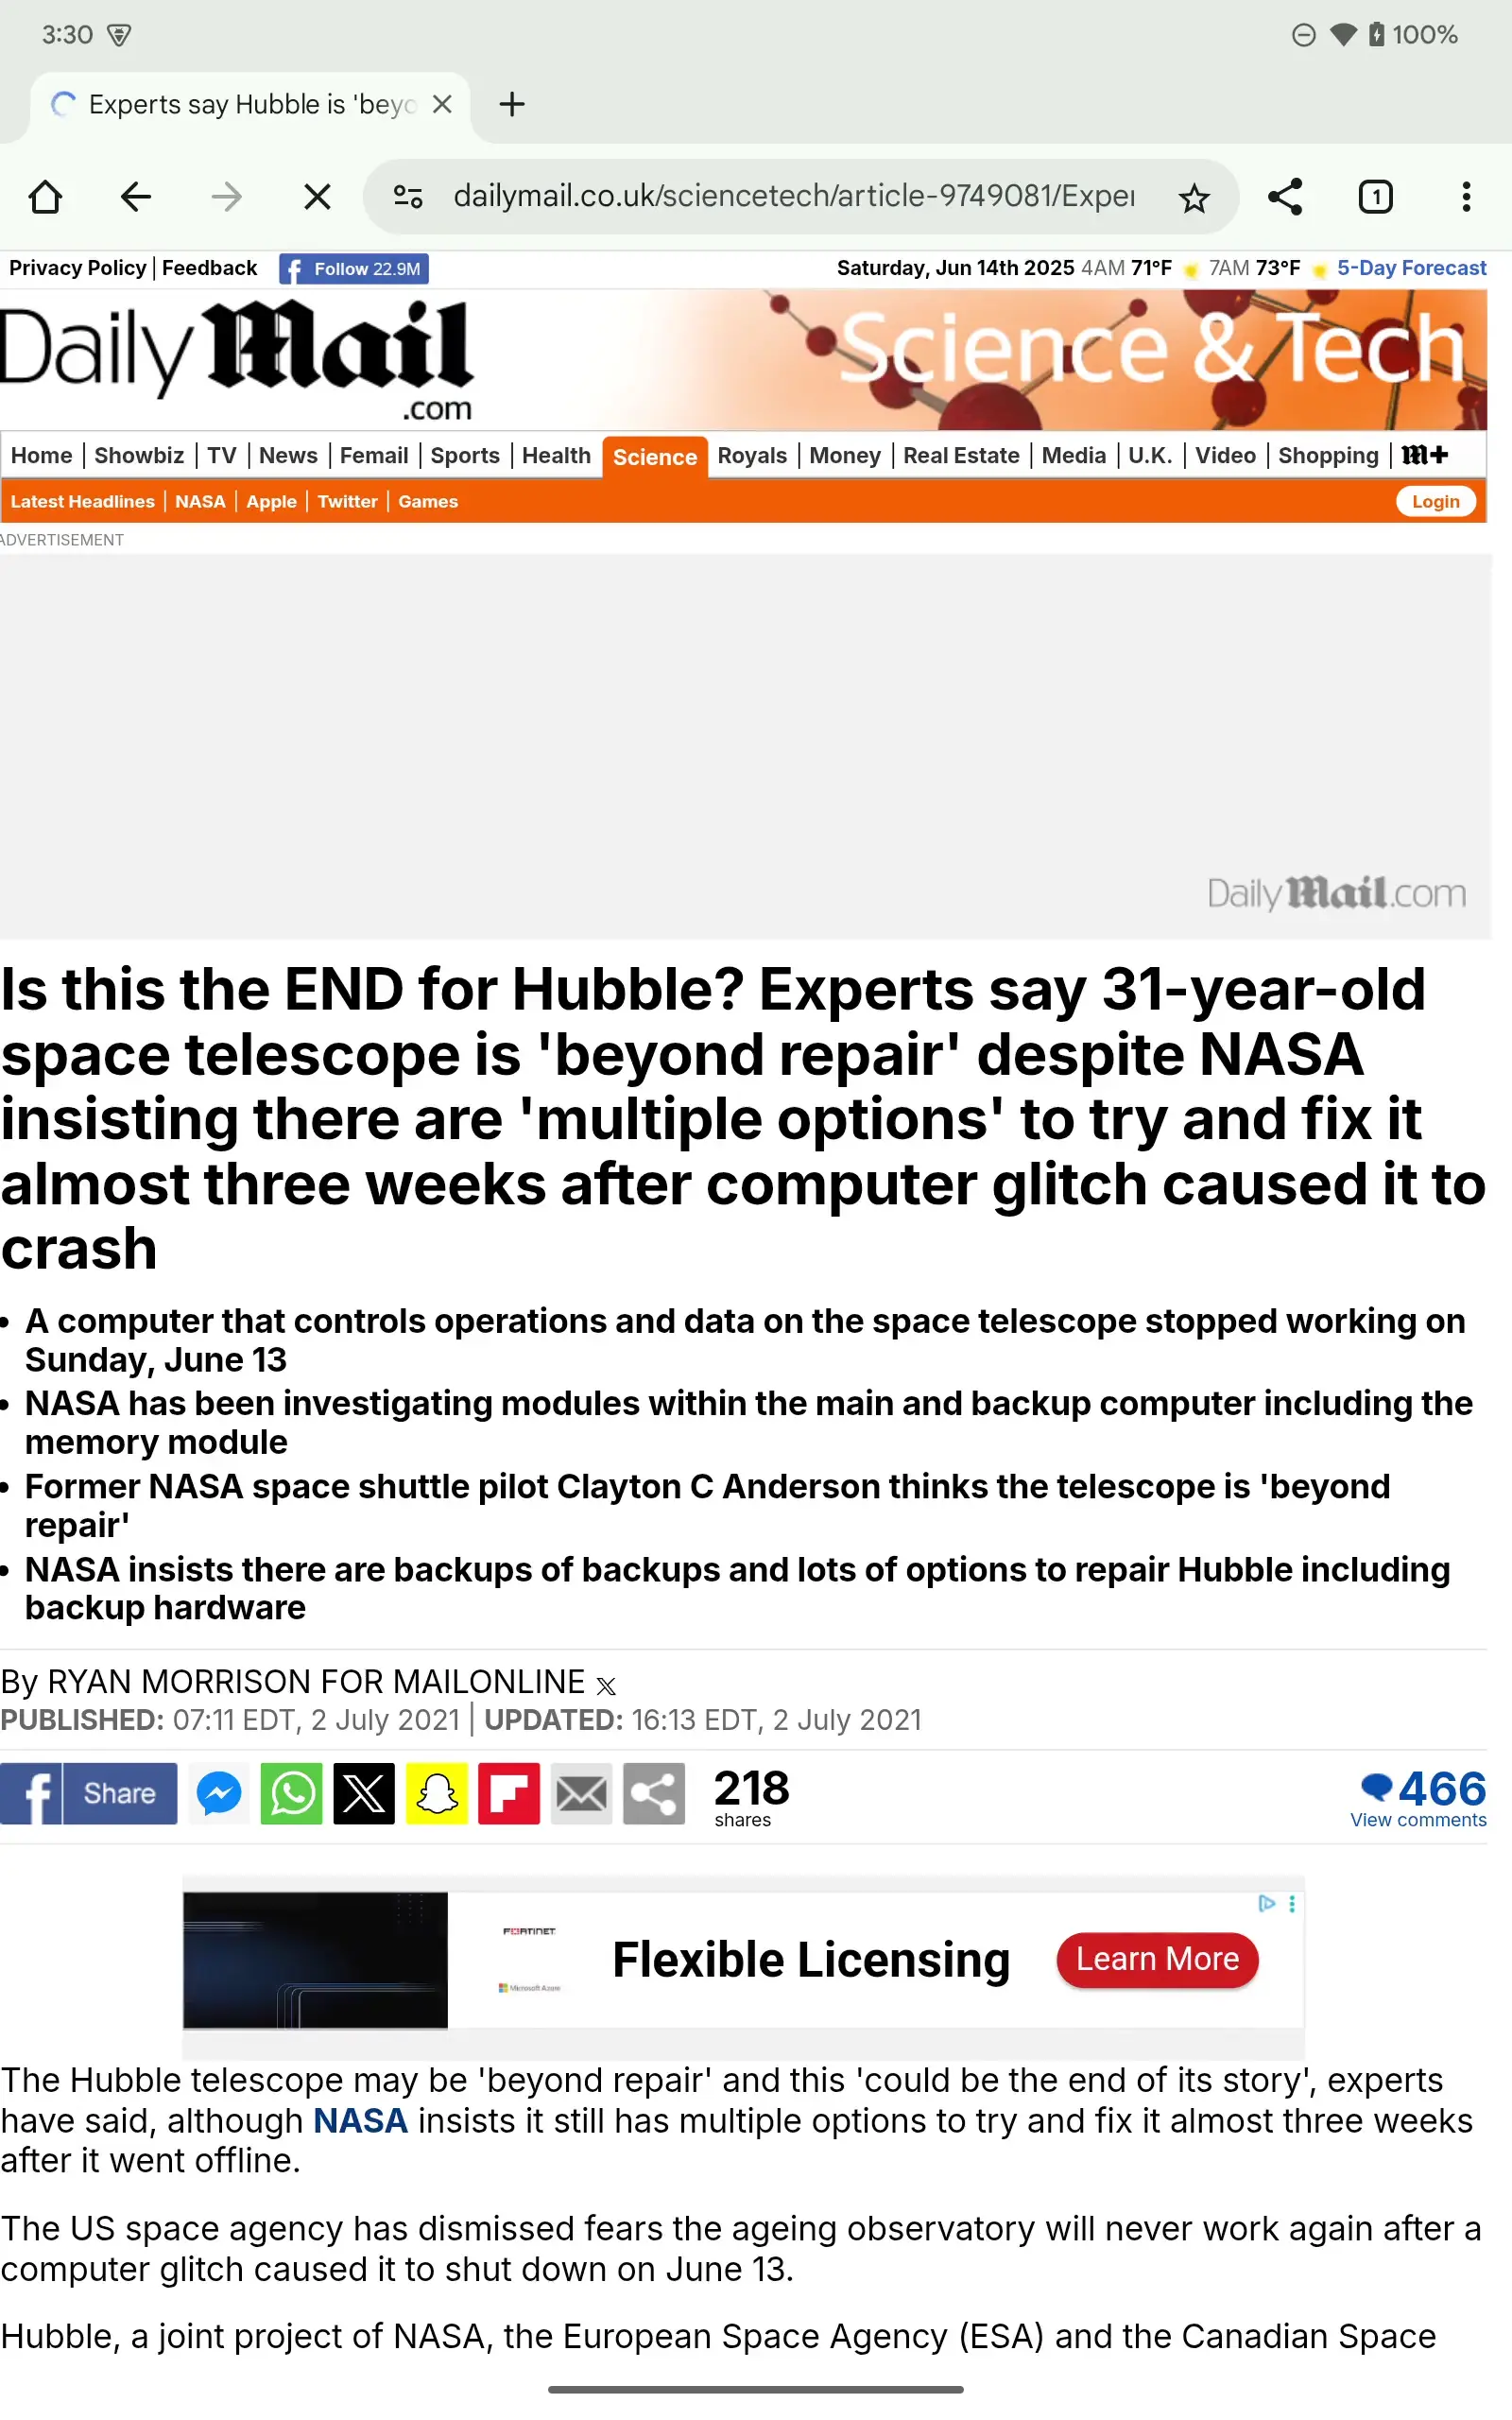 3:30
100%
Experts say Hubble is 'beyo
dailymail.co.uk/sciencetech/article-9749081/Exper
1
Privacy Policy | Feedback
Follow 22.9M
Saturday, Jun 14th 2025 4AM 71°F 7AM 73°F 5-Day Forecast
Daily Mail
.com
Science & Tech
Home | Showbiz | TV | News | Femail | Sports | Health Science Royals | Money | Real Estate | Media | U.K. | Video | Shopping | m+
Latest Headlines | NASA | Apple | Twitter | Games
Login
ADVERTISEMENT
Daily Mail.com
Is this the END for Hubble? Experts say 31-year-old
space telescope is 'beyond repair' despite NASA
insisting there are 'multiple options' to try and fix it
almost three weeks after computer glitch caused it to
crash
• A computer that controls operations and data on the space telescope stopped working on
Sunday, June 13
• NASA has been investigating modules within the main and backup computer including the
memory module
• Former NASA space shuttle pilot Clayton C Anderson thinks the telescope is 'beyond
repair'
• NASA insists there are backups of backups and lots of options to repair Hubble including
backup hardware
By RYAN MORRISON FOR MAILONLINE
PUBLISHED: 07:11 EDT, 2 July 2021 | UPDATED: 16:13 EDT, 2 July 2021
Share
218
shares
466
View comments
FORTINET
Microsoft Azure
Flexible Licensing
Learn More
The Hubble telescope may be 'beyond repair' and this 'could be the end of its story', experts
have said, although NASA insists it still has multiple options to try and fix it almost three weeks
after it went offline.
The US space agency has dismissed fears the ageing observatory will never work again after a
computer glitch caused it to shut down on June 13.
Hubble, a joint project of NASA, the European Space Agency (ESA) and the Canadian Space